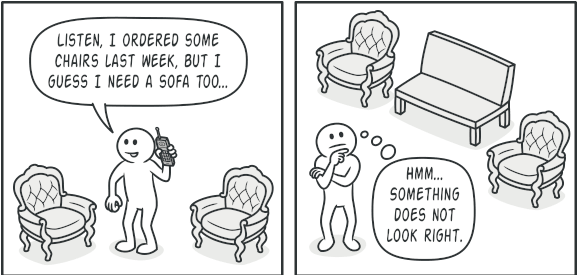 LISTEN, I ORDERED SOME
CHAIRS LAST WEEK, BUT I
GUESS I NEED A SOFA TOO...
HMM...
SOMETHING
DOES NOT
LOOK RIGHT.